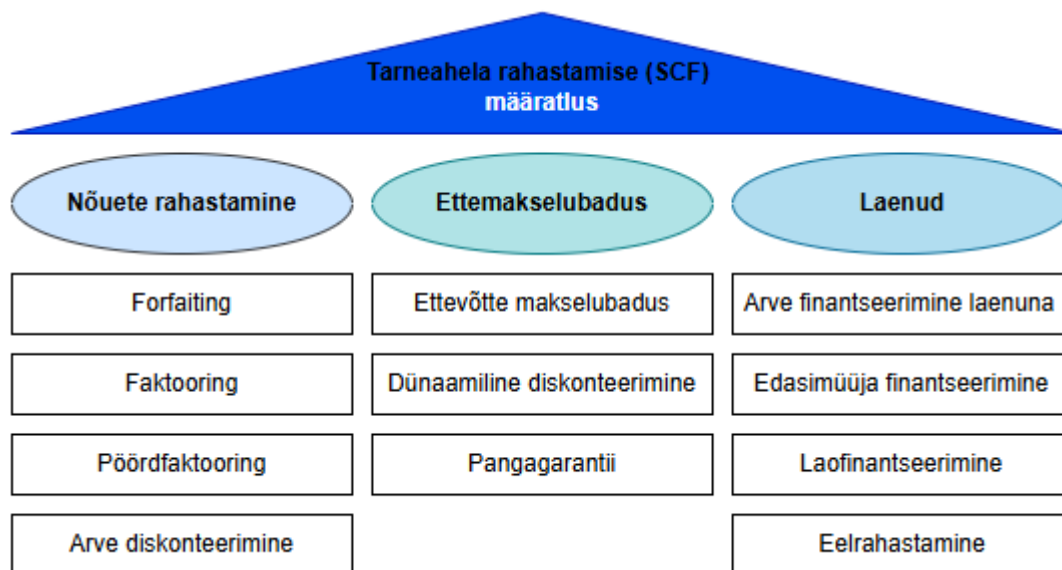 Tarneahela rahastamise (SCF)
määratlus
Nõuete rahastamine
Ettemakselubadus
Laenud
Forfaiting
Ettevõtte makselubadus
Arve finantseerimine laenuna
Faktooring
Dünaamiline diskonteerimine
Edasimüüja finantseerimine
Pöördfaktooring
Pangagarantii
Laofinantseerimine
Arve diskonteerimine
Eelrahastamine